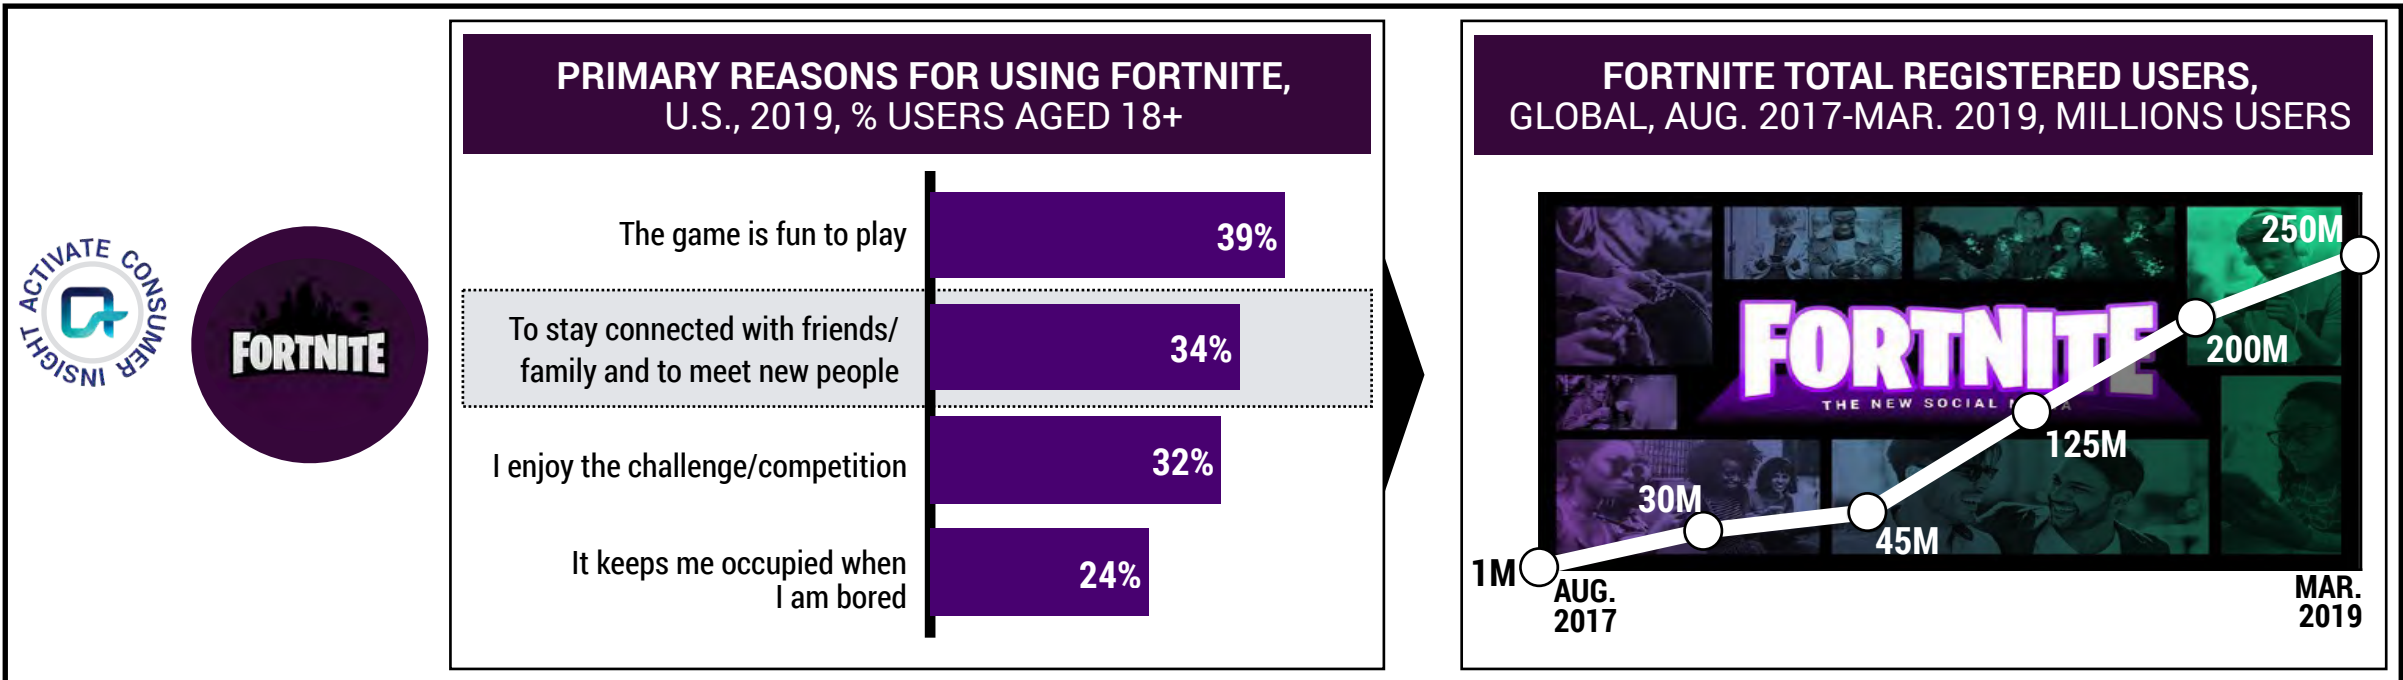 ACTIVATE CONSUMER INSIGHT
FORTNITE
PRIMARY REASONS FOR USING FORTNITE,
U.S., 2019, % USERS AGED 18+
The game is fun to play
39%
To stay connected with friends/
family and to meet new people
34%
I enjoy the challenge/competition
32%
It keeps me occupied when
I am bored
24%
FORTNITE TOTAL REGISTERED USERS,
GLOBAL, AUG. 2017-MAR. 2019, MILLIONS USERS
250M
FORTNITE
200M
THE NEW SOCIAL
125M
30M
45M
1M
AUG.
2017
MAR.
2019